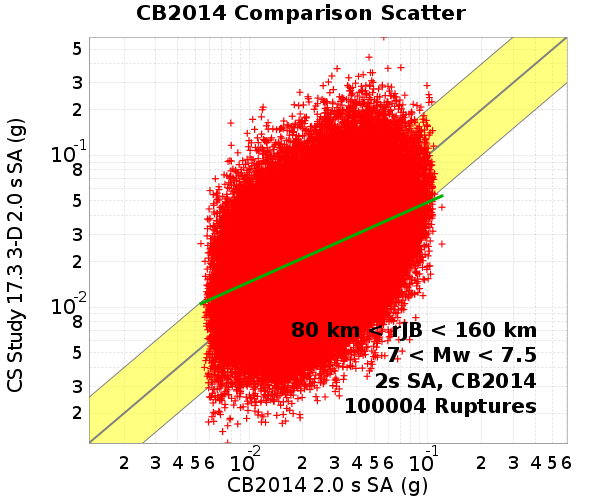 CB2014 Comparison Scatter
CS Study 17.3 3-D 2.0 s SA (g)
5
3
2
10-1
8
5
3
2
10-2
8
5
3
2
80 km < rJB < 160 km
7 < Mw < 7.5
2s SA, CB2014
100004 Ruptures
2 3 4 5 6 10-2 2 3 4 5 6 10-1 2 3 4 5 6
CB2014 2.0 s SA (g)